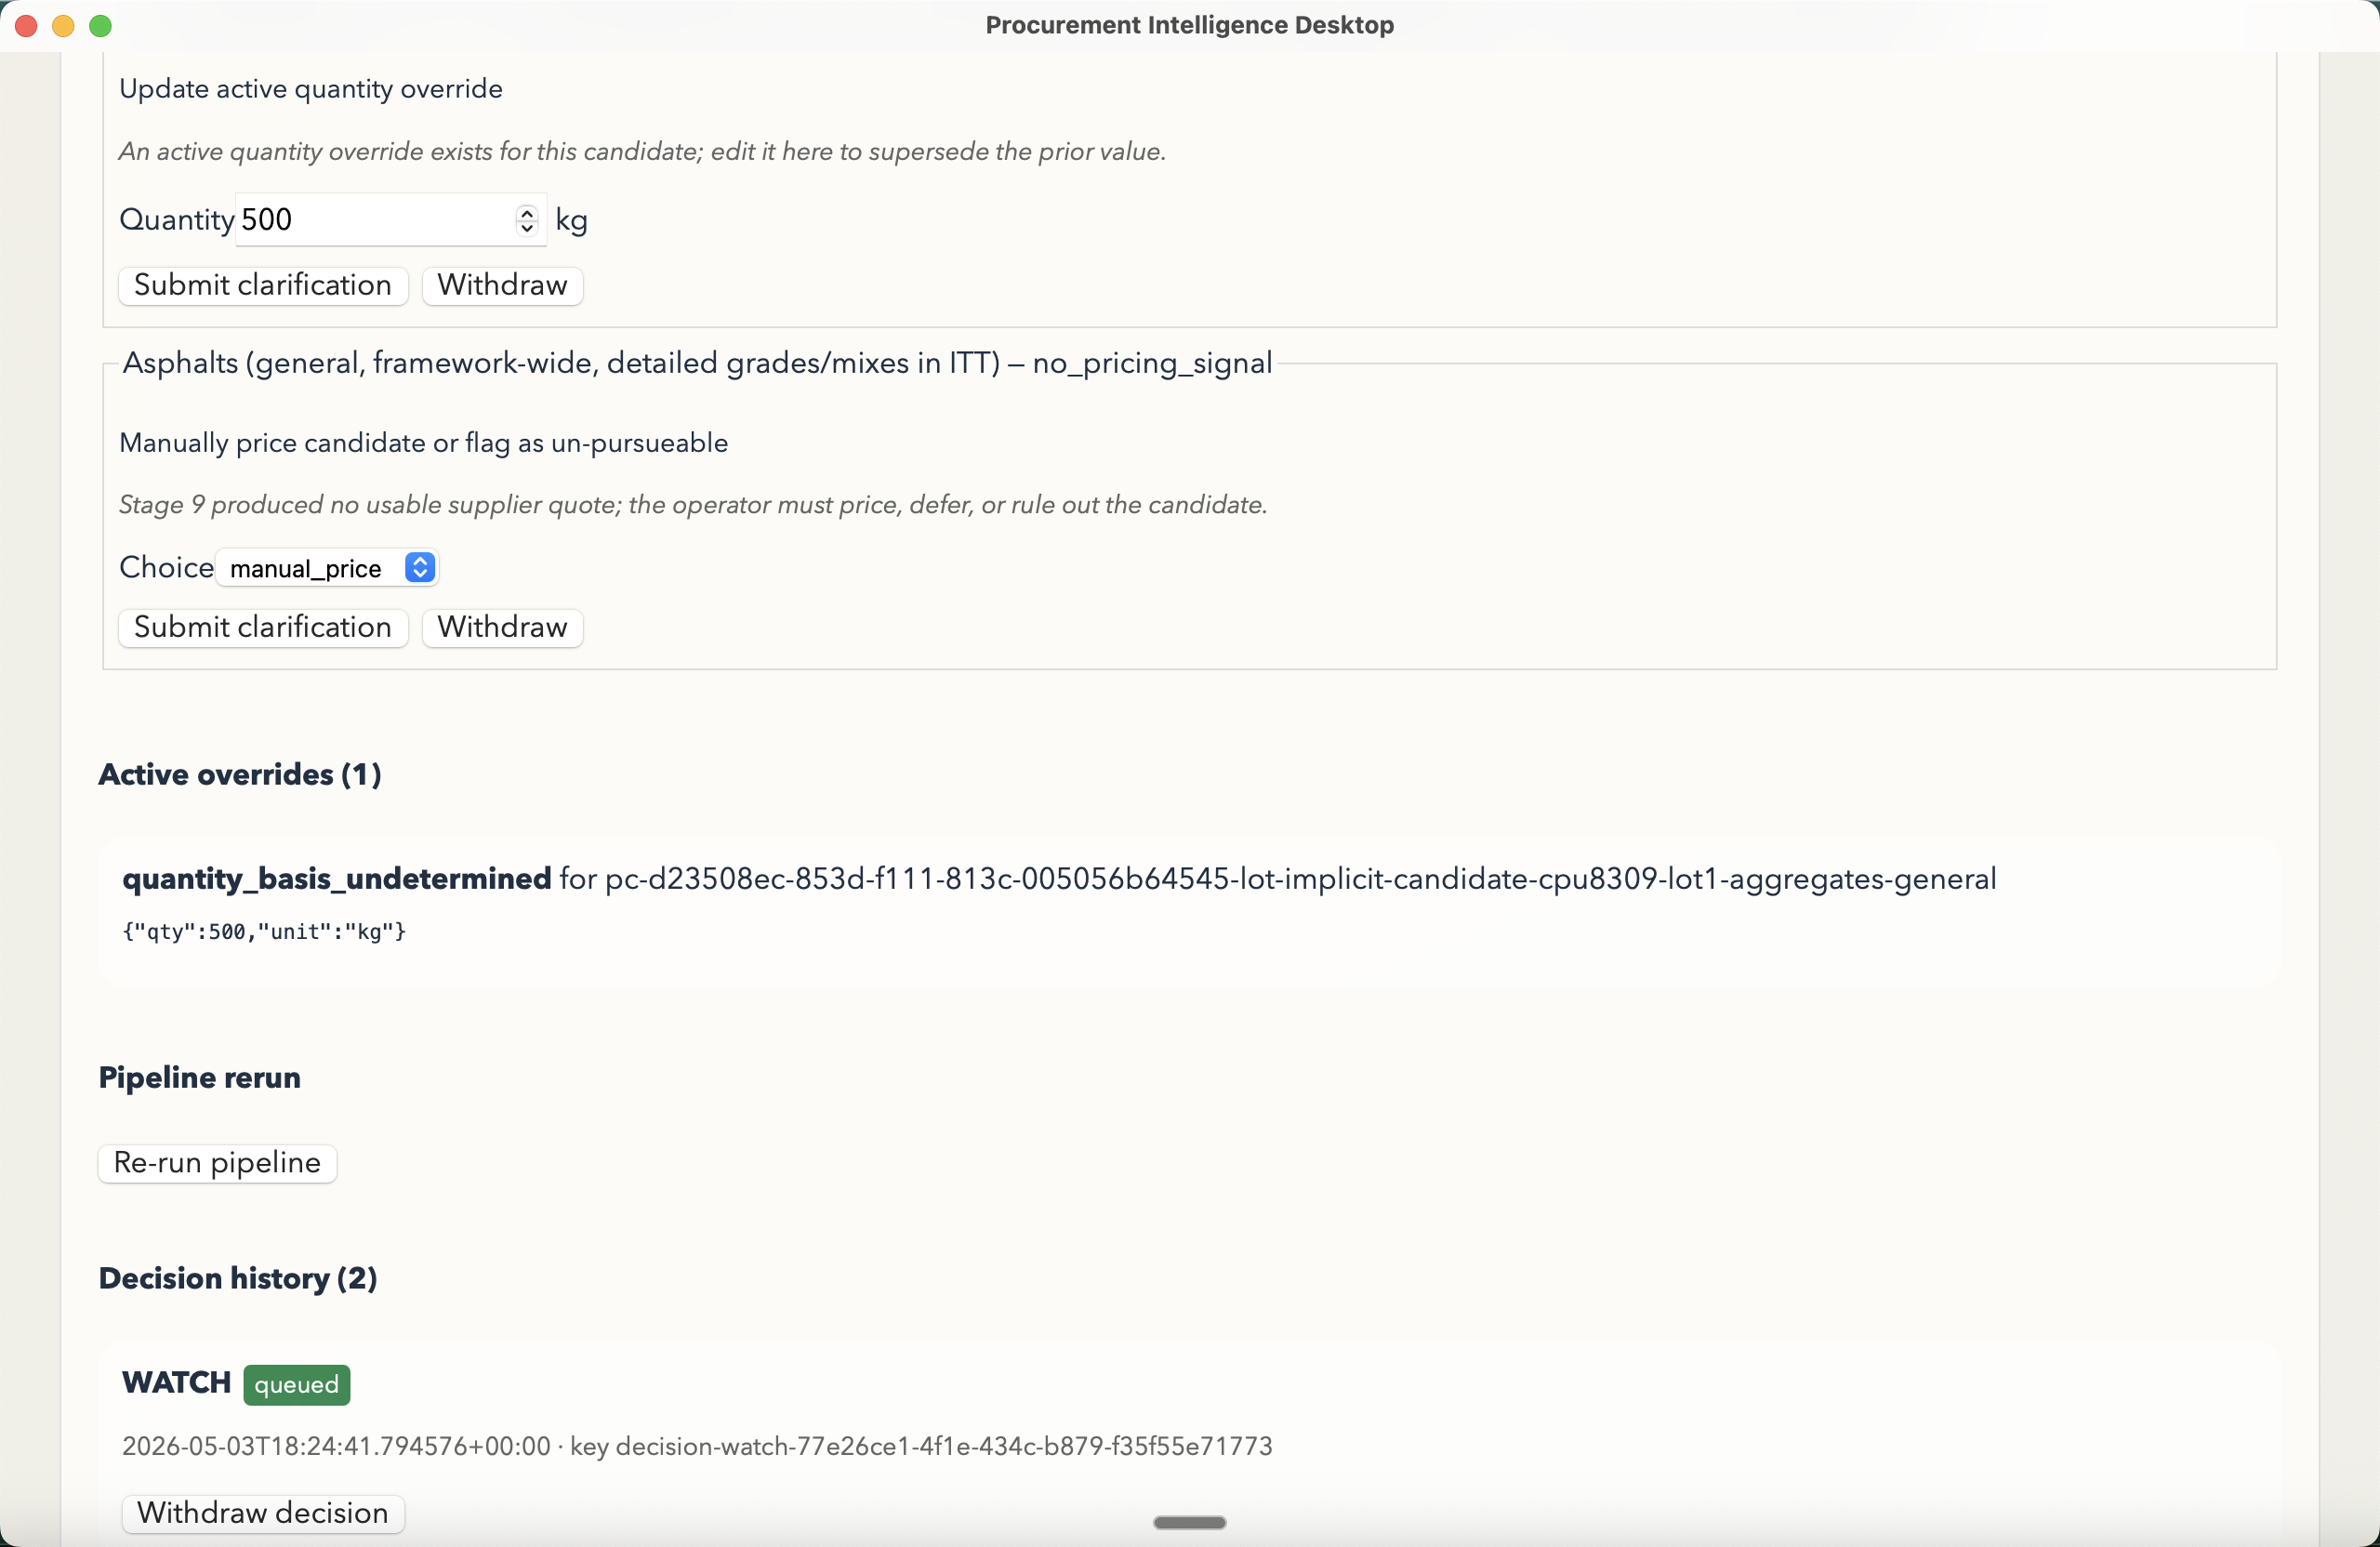 Procurement Intelligence Desktop
Update active quantity override
An active quantity override exists for this candidate; edit it here to supersede the prior value.
Quantity 500 kg
Submit clarification Withdraw
Asphalts (general, framework-wide, detailed grades/mixes in ITT) — no_pricing_signal
Manually price candidate or flag as un-pursueable
Stage 9 produced no usable supplier quote; the operator must price, defer, or rule out the candidate.
Choice manual_price
Submit clarification Withdraw
Active overrides (1)
quantity_basis_undetermined for pc-d23508ec-853d-f111-813c-005056b64545-lot-implicit-candidate-cpu8309-lot1-aggregates-general
{"qty":500,"unit":"kg"}
Pipeline rerun
Re-run pipeline
Decision history (2)
WATCH queued
2026-05-03T18:24:41.794576+00:00 · key decision-watch-77e26ce1-4f1e-434c-b879-f35f55e71773
Withdraw decision